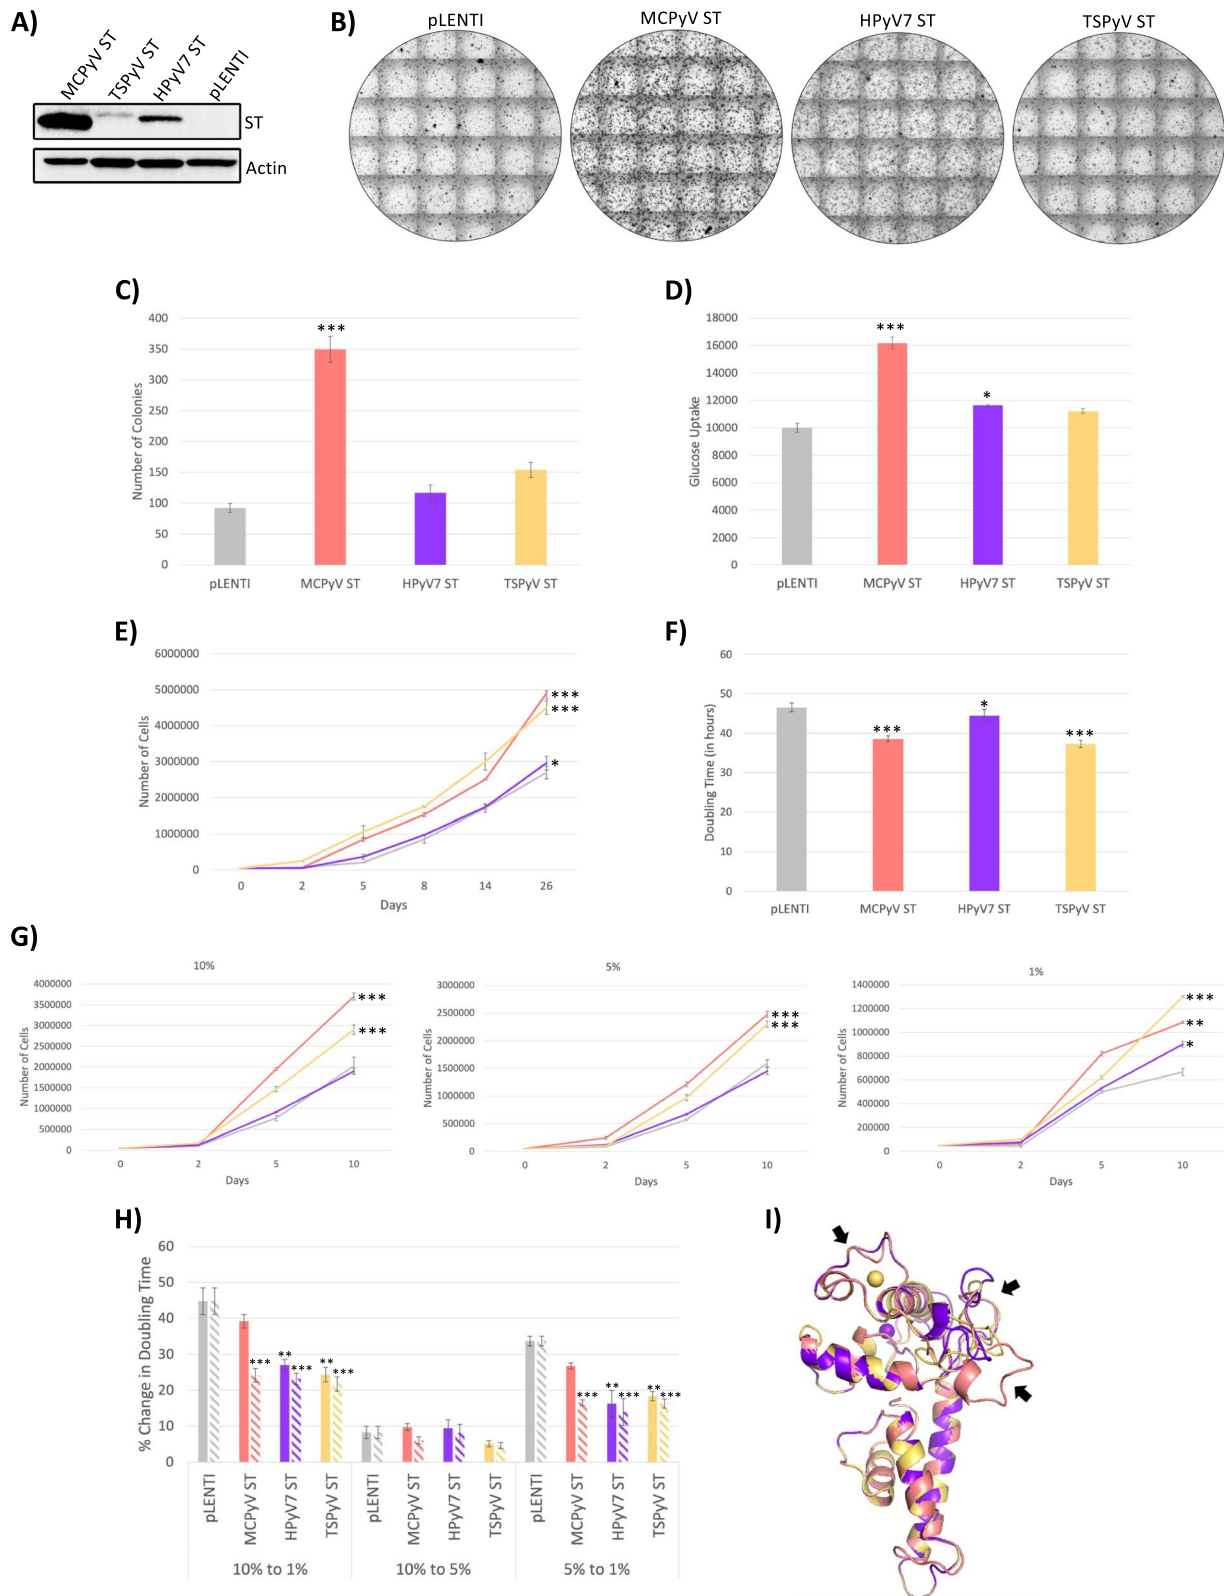 A)
MCPyV ST
TSPyV ST
HPyV7 ST
pLENTI
ST
Actin
B)
pLENTI
MCPyV ST
HPyV7 ST
TSPyV ST
C)
Number of Colonies
400
350
300
250
200
150
100
50
0
***
pLENTI
MCPyV ST
HPyV7 ST
TSPyV ST
D)
Glucose Uptake
18000
16000
14000
12000
10000
8000
6000
4000
2000
0
***
*
pLENTI
MCPyV ST
HPyV7 ST
TSPyV ST
E)
Number of Cells
6000000
5000000
4000000
3000000
2000000
1000000
0
***
***
*
0 2 5 8 14 26
Days
F)
Doubling Time (in hours)
60
50
40
30
20
10
0
***
*
***
pLENTI
MCPyV ST
HPyV7 ST
TSPyV ST
G)
10%
Number of Cells
4000000
3500000
3000000
2500000
2000000
1500000
1000000
500000
0
***
***
0 2 5 10
Days
5%
Number of Cells
3000000
2500000
2000000
1500000
1000000
500000
0
***
***
0 2 5 10
Days
1%
Number of Cells
1400000
1200000
1000000
800000
600000
400000
200000
0
***
**
*
0 2 5 10
Days
H)
% Change in Doubling Time
60
50
40
30
20
10
0
***
**
***
**
***
***
**
***
**
***
pLENTI
MCPyV ST
HPyV7 ST
TSPyV ST
pLENTI
MCPyV ST
HPyV7 ST
TSPyV ST
pLENTI
MCPyV ST
HPyV7 ST
TSPyV ST
10% to 1%
10% to 5%
5% to 1%
I)